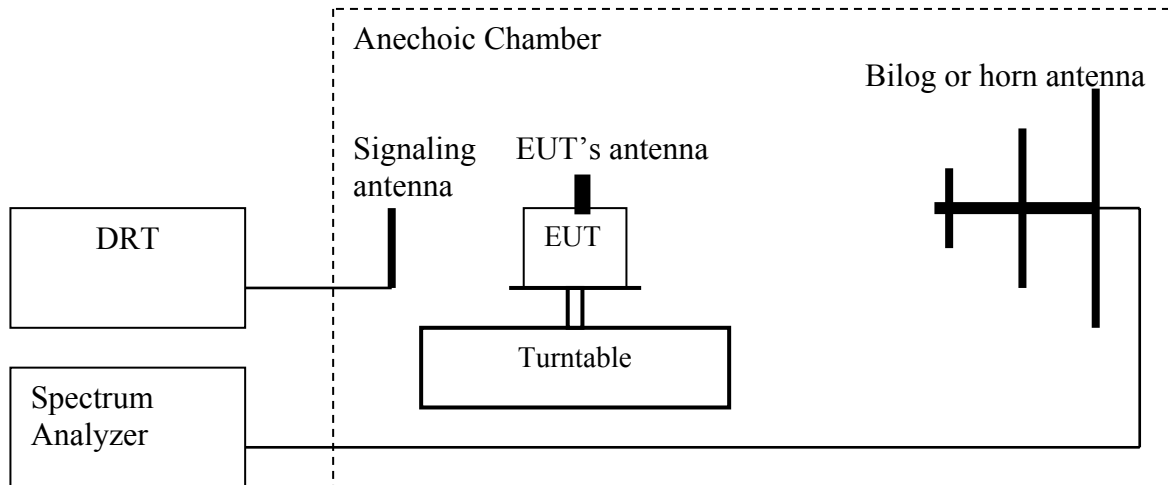 Anechoic Chamber
Bilog or horn antenna
Signaling
antenna
EUT’s antenna
DRT
EUT
Turntable
Spectrum
Analyzer